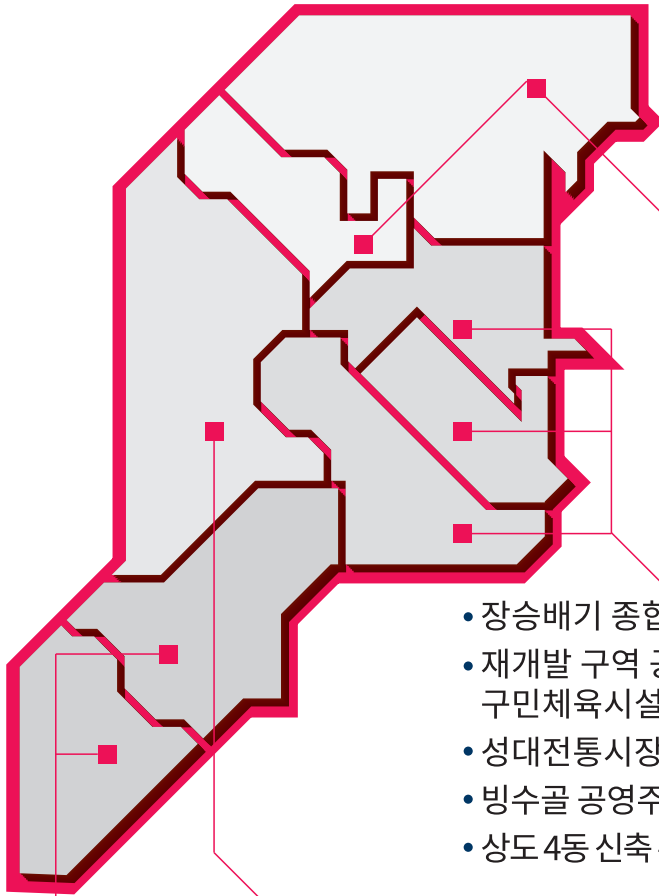 • 장승배기 종합
• 재개발 구역 공
구민체육시설
• 성대전통시장
• 빙수골 공영주
• 상도 4동 신축